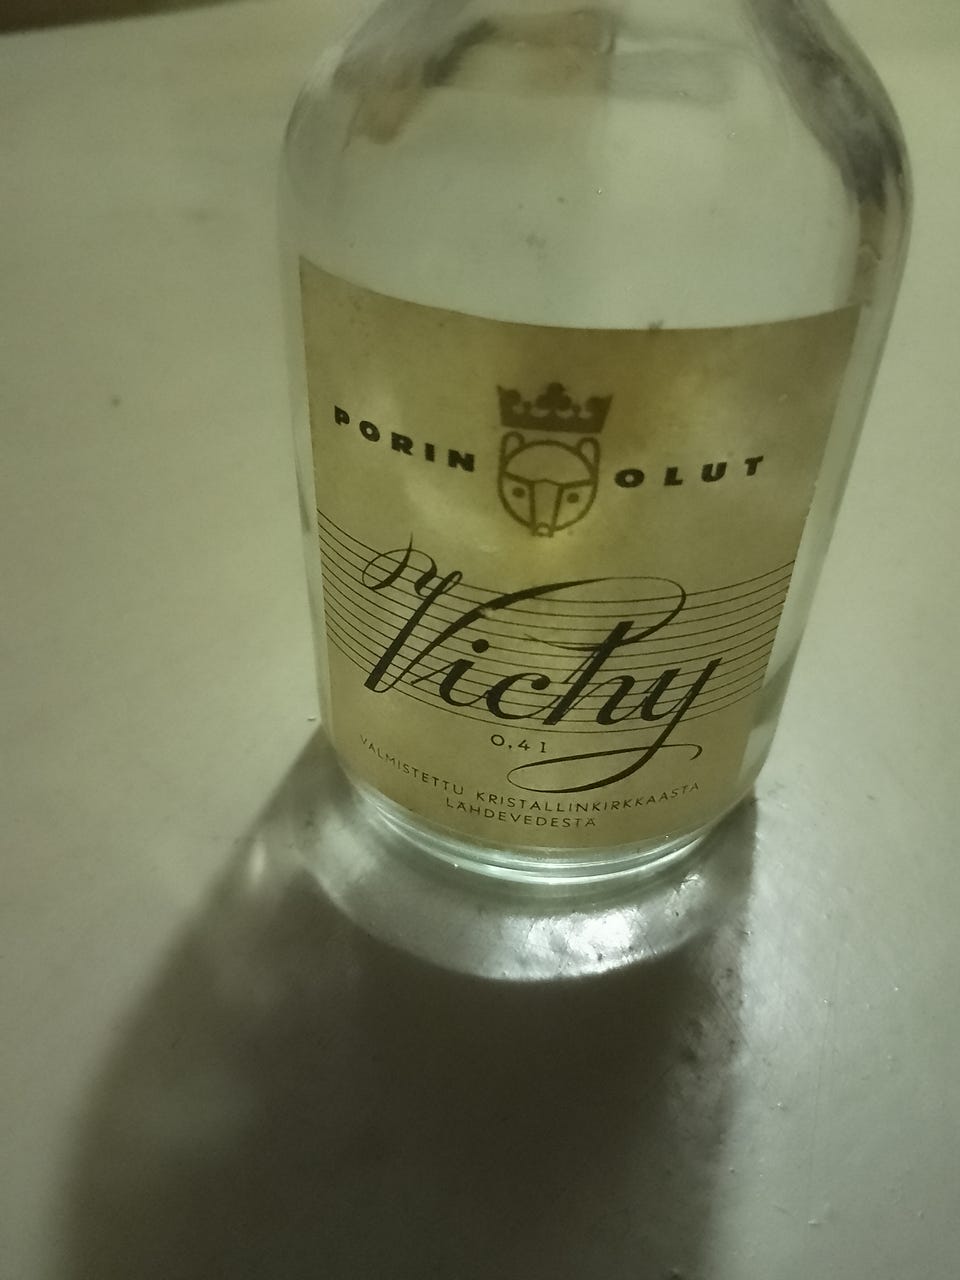 PORIN OLUT
Vichy
0,4 l
VALMISTETTU KRISTALLINKIRKKAASTA
LÄHDEVEDESTÄ